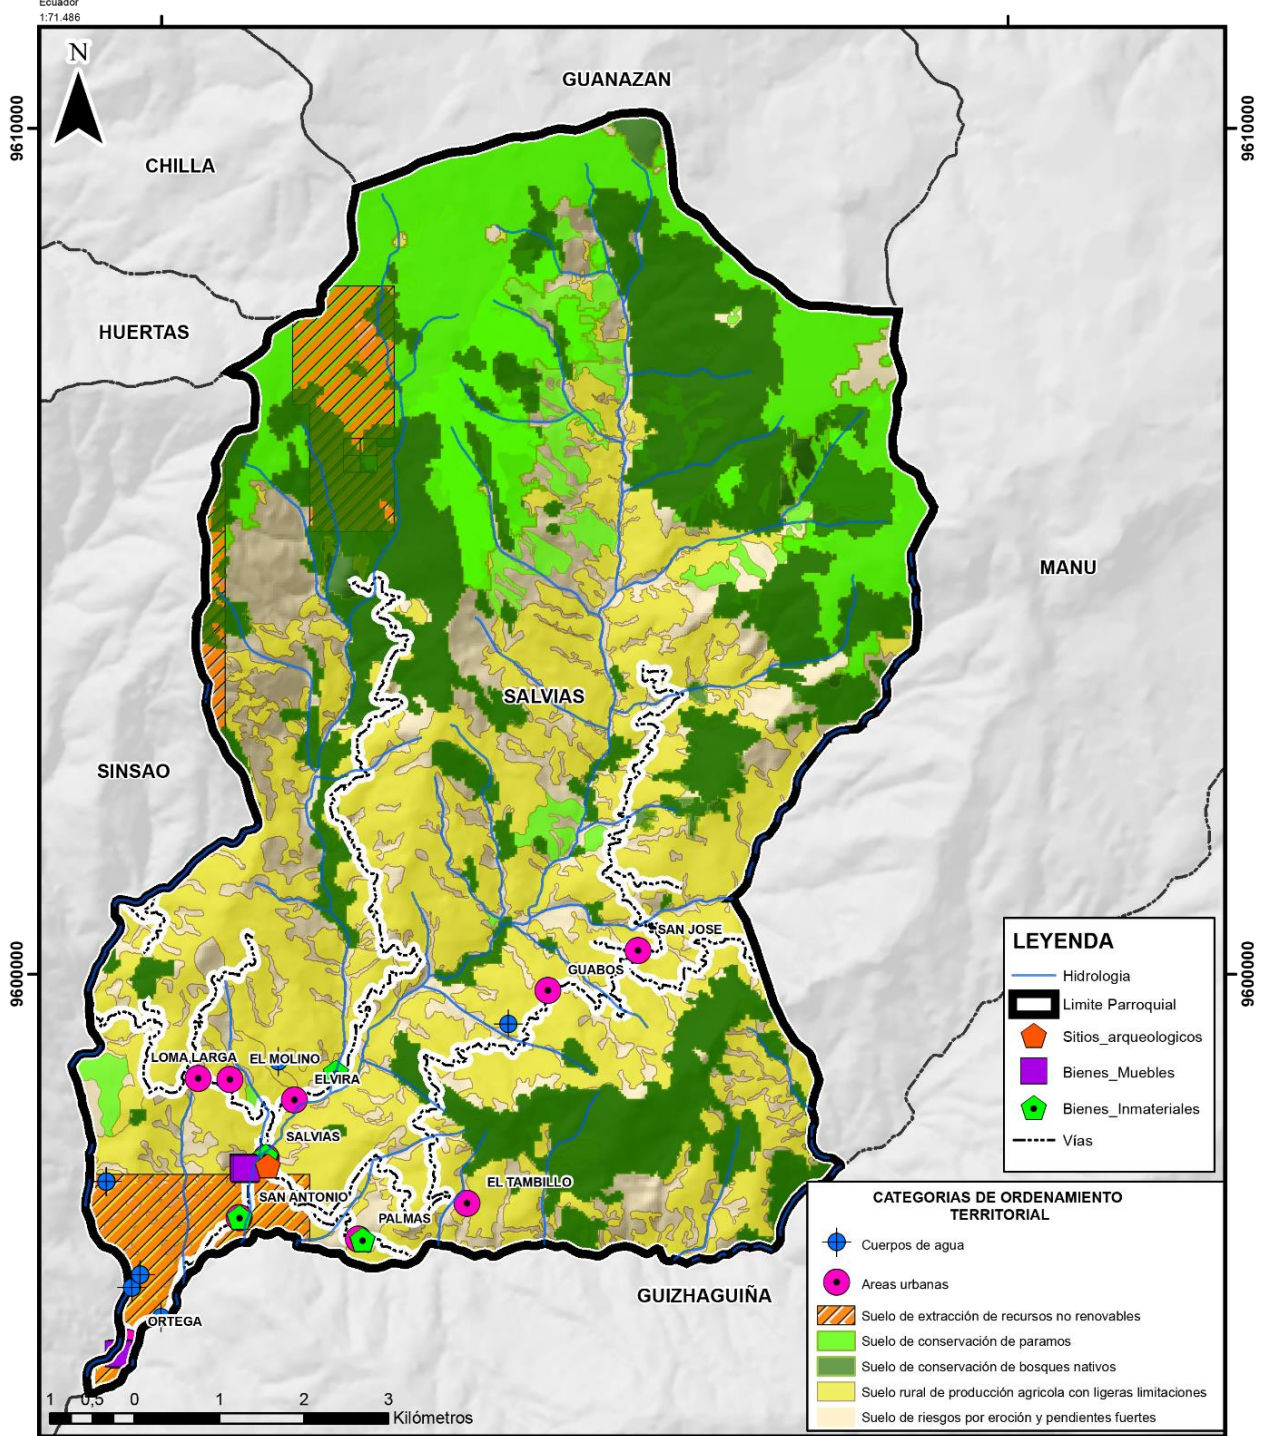 Ecuador
1:71.486
N
GUANAZAN
9610000
9610000
CHILLA
HUERTAS
MANU
SALVIAS
SINSAO
SAN JOSE
GUABOS
9600000
9600000
LOMA LARGA
EL MOLINO
ELVIRA
SALVIAS
EL TAMBILLO
SAN ANTONIO
PALMAS
GUIZHAGUIÑA
ORTEGA
1 0,5 0 1 2 3
Kilómetros
LEYENDA
Hidrologia
Limite Parroquial
Sitios_arqueologicos
Bienes_Muebles
Bienes_Inmateriales
Vías
CATEGORIAS DE ORDENAMIENTO
TERRITORIAL
Cuerpos de agua
Areas urbanas
Suelo de extracción de recursos no renovables
Suelo de conservación de paramos
Suelo de conservación de bosques nativos
Suelo rural de producción agricola con ligeras limitaciones
Suelo de riesgos por eroción y pendientes fuertes